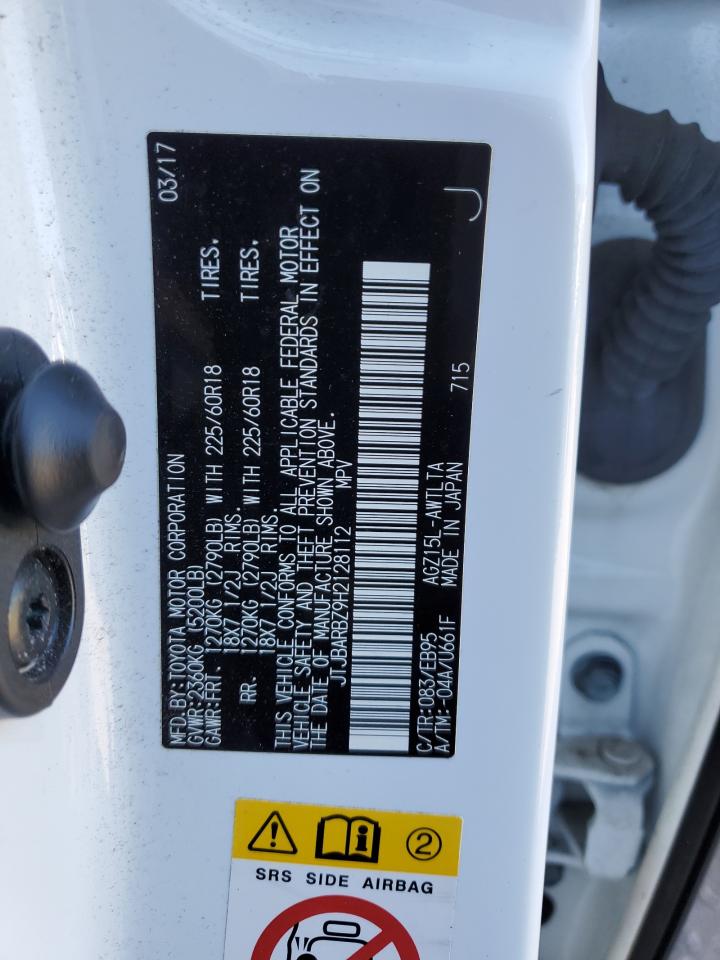 MFD.BY:TOYOTA MOTOR CORPORATION 03/17
GVWR:2360KG (5200LB)
GAWR:FRT. 1270KG (2790LB) WITH 225/60R18 TIRES.
18X7 1/2J RIMS.
RR. 1270KG (2790LB) WITH 225/60R18 TIRES.
18X7 1/2J RIMS.
THIS VEHICLE CONFORMS TO ALL APPLICABLE FEDERAL MOTOR
VEHICLE SAFETY AND THEFT PREVENTION STANDARDS IN EFFECT ON
THE DATE OF MANUFACTURE SHOWN ABOVE.
JTJBARBZ9H2128112 MPV
C/TR:083/EB95 AGZ15L-AWTLTA 715
A/TM:-04A/U661F MADE IN JAPAN
J
2
SRS SIDE AIRBAG